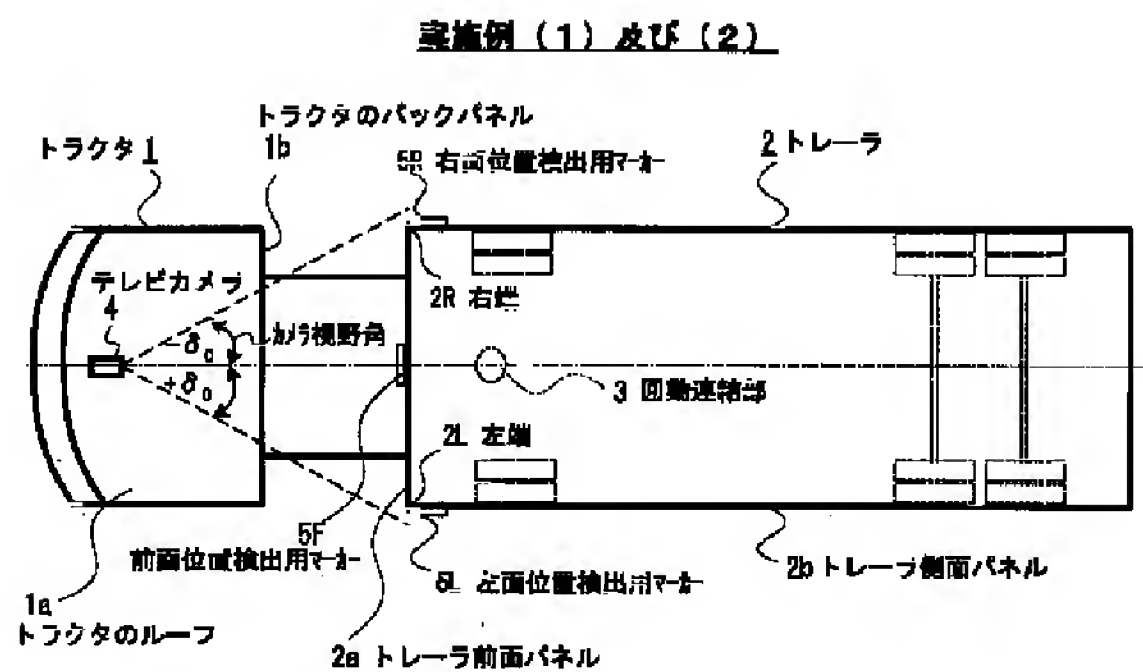 実施例（1）及び（2）
トラクタのバックパネル
1b
トラクタ 1
5R 右面位置検出用マーカー
2 トレーラ
テレビカメラ
4
2R 右端
カメラ視野角
-δ0
+δ0
3 回動連結部
2L 左端
5F
前面位置検出用マーカー
5L 左面位置検出用マーカー
2b トレーラ側面パネル
1a
トラクタのルーフ
2a トレーラ前面パネル